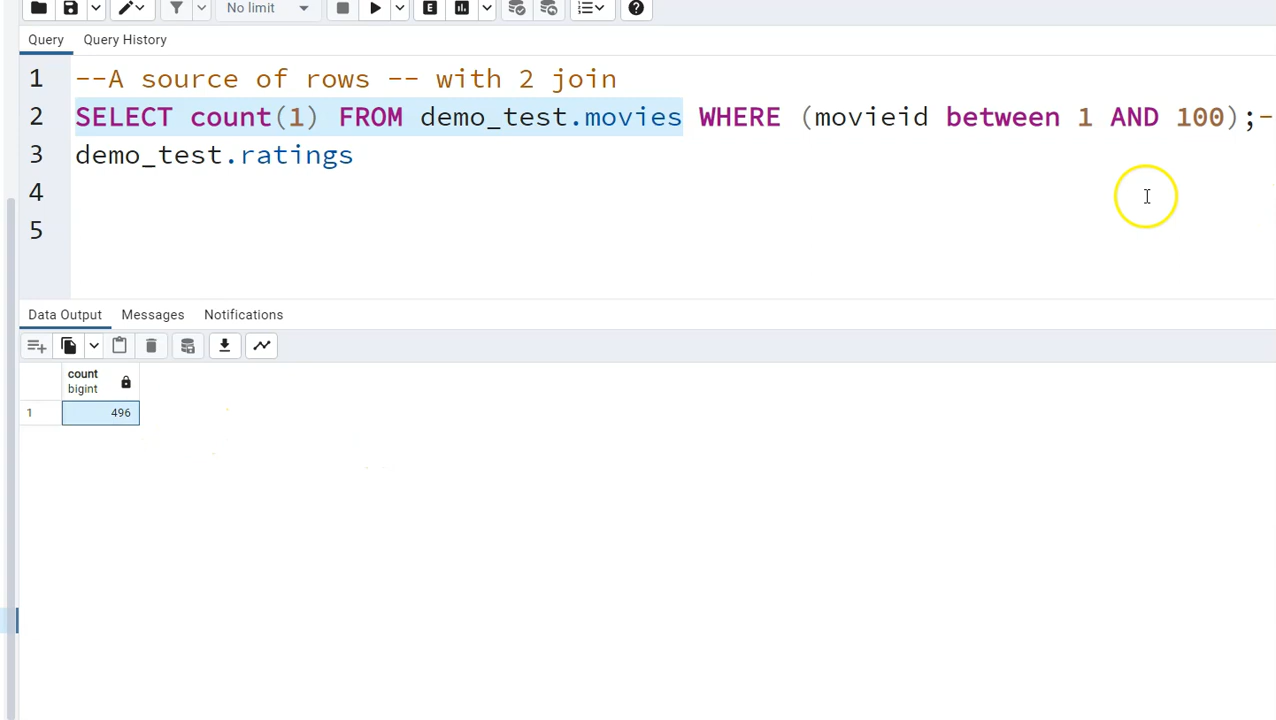 No limit
Query Query History
1 --A source of rows -- with 2 join
2 SELECT count(1) FROM demo_test.movies WHERE (movieid between 1 AND 100);-
3 demo_test.ratings
4
5
Data Output Messages Notifications
count
bigint
1 496